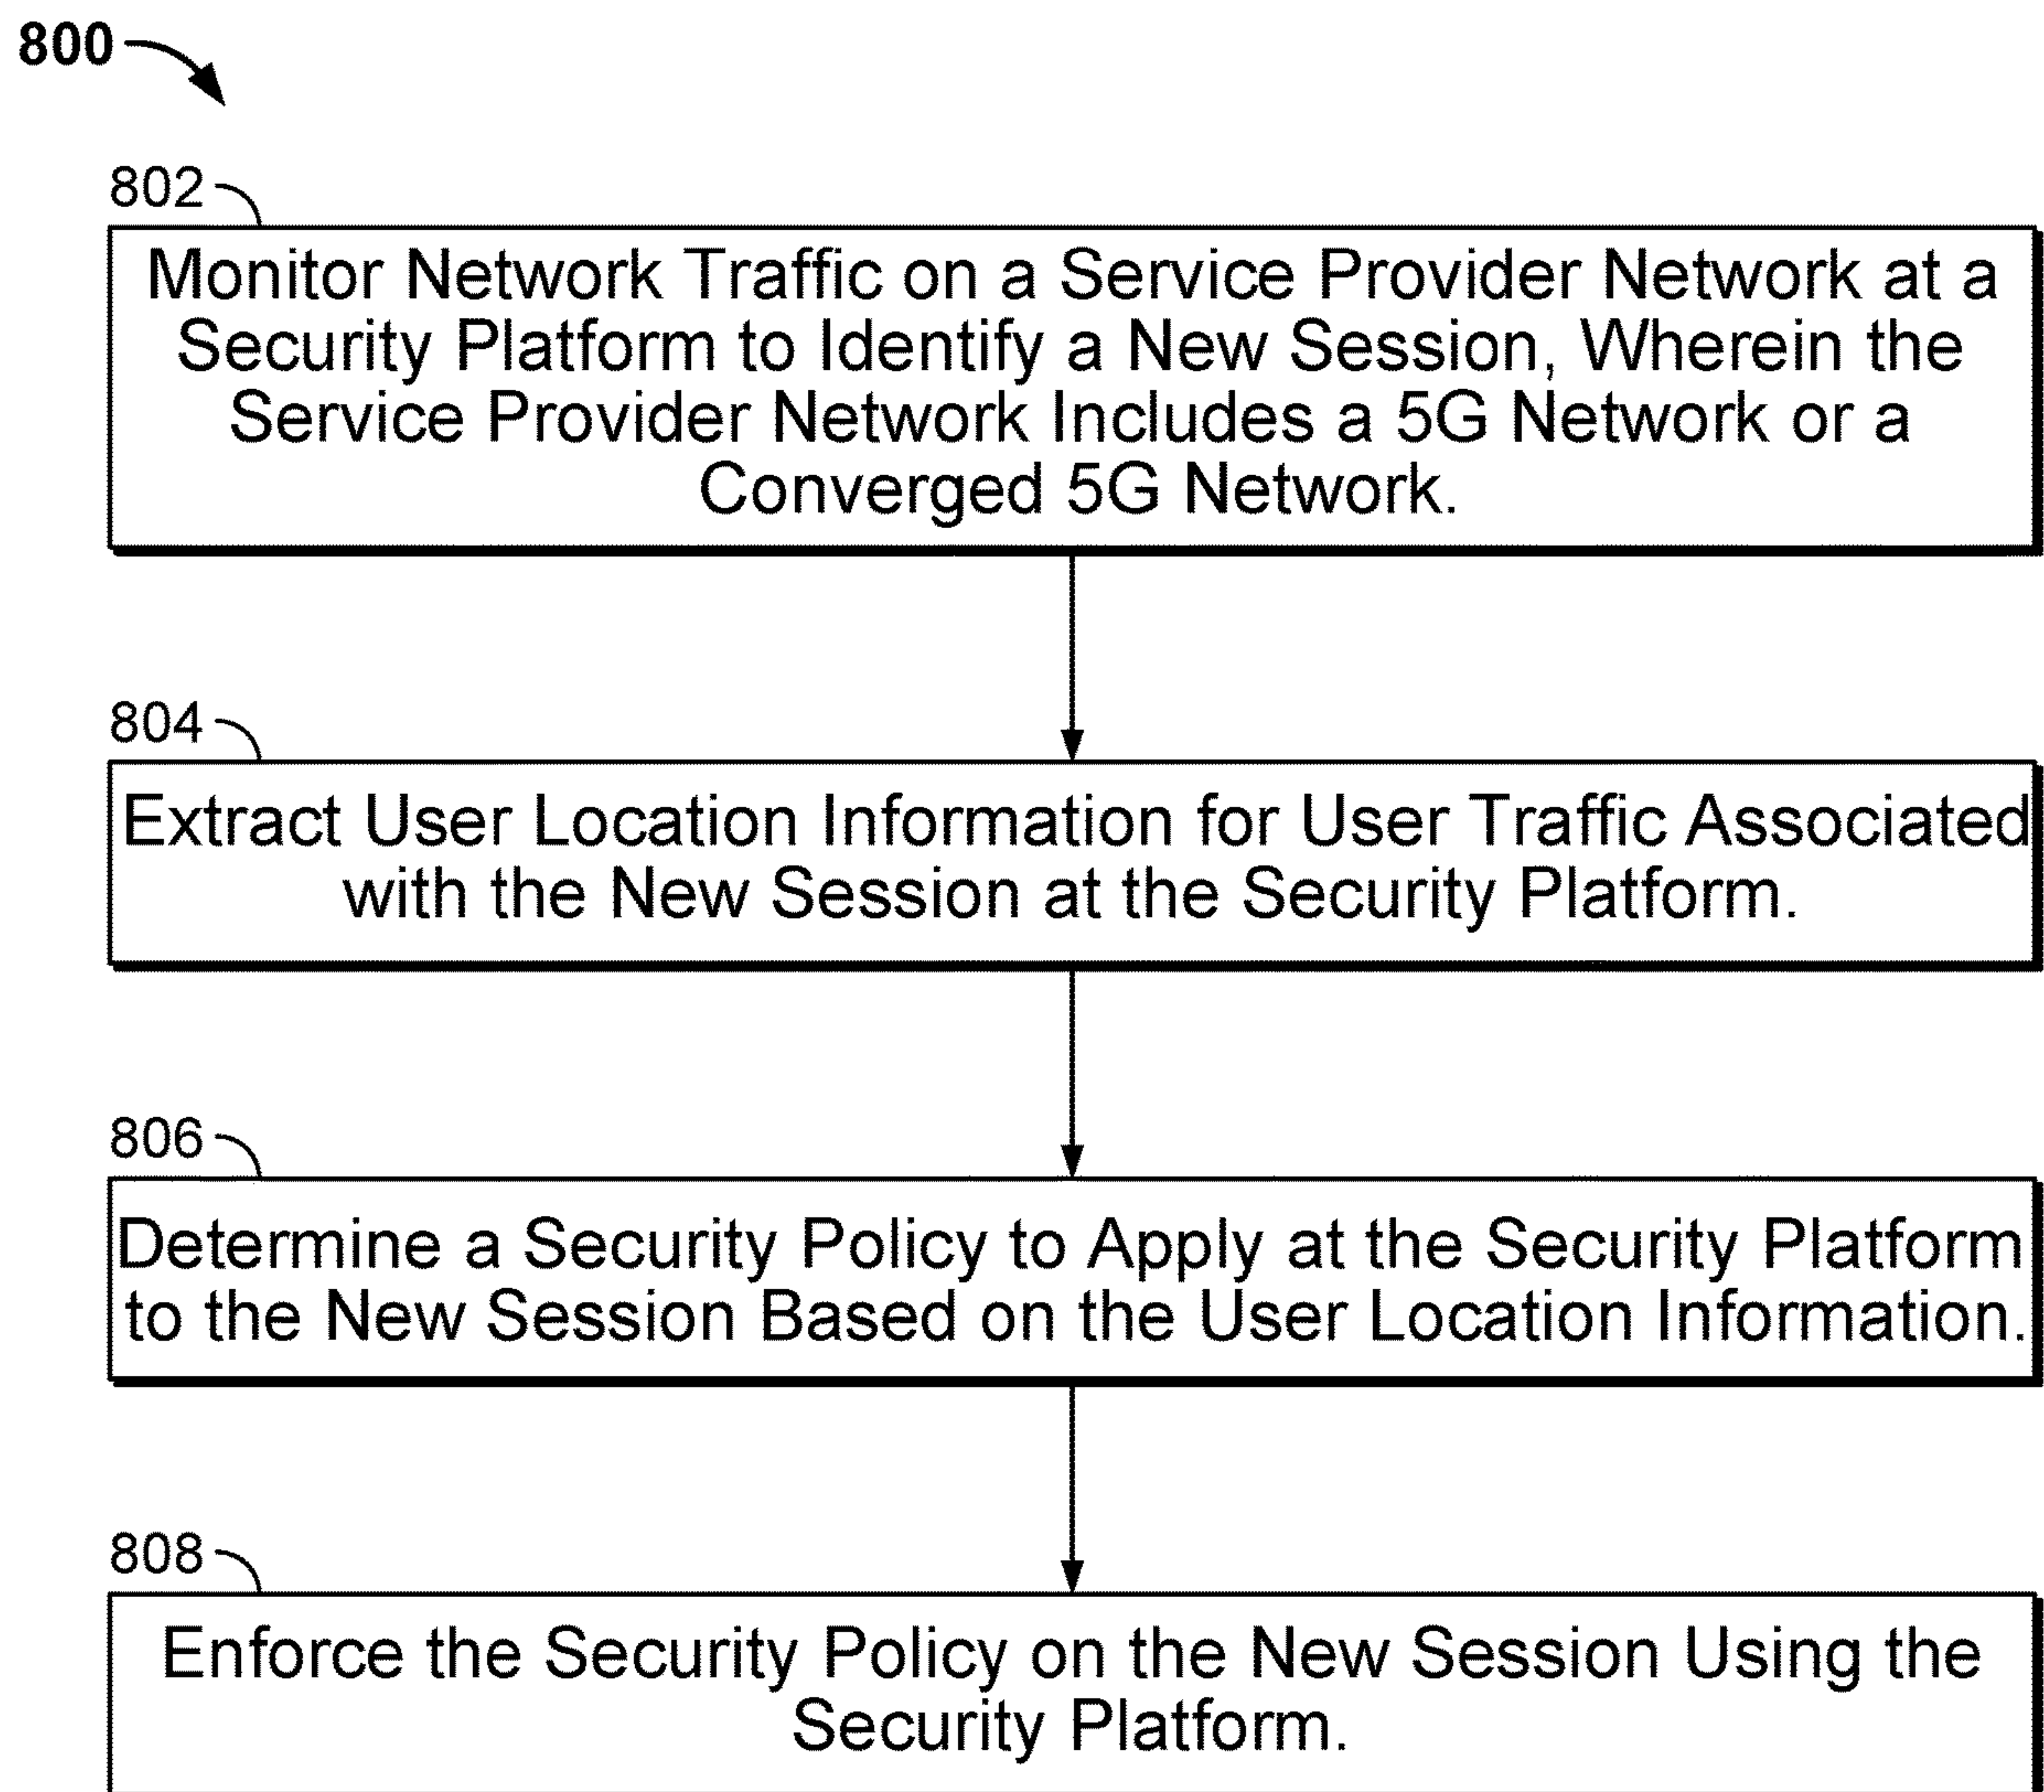 800
802
Monitor Network Traffic on a Service Provider Network at a
Security Platform to Identify a New Session, Wherein the
Service Provider Network Includes a 5G Network or a
Converged 5G Network.
804
Extract User Location Information for User Traffic Associated
with the New Session at the Security Platform.
806
Determine a Security Policy to Apply at the Security Platform
to the New Session Based on the User Location Information.
808
Enforce the Security Policy on the New Session Using the
Security Platform.